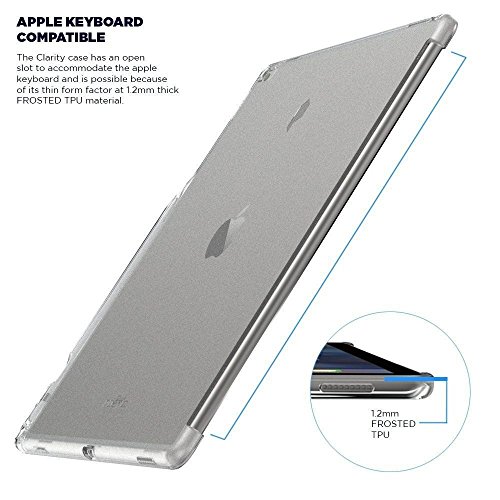 APPLE KEYBOARD
COMPATIBLE
The Clarity case has an open
slot to accommodate the apple
keyboard and is possible because
of its thin form factor at 1.2mm thick
FROSTED TPU material.
1.2mm
FROSTED
TPU